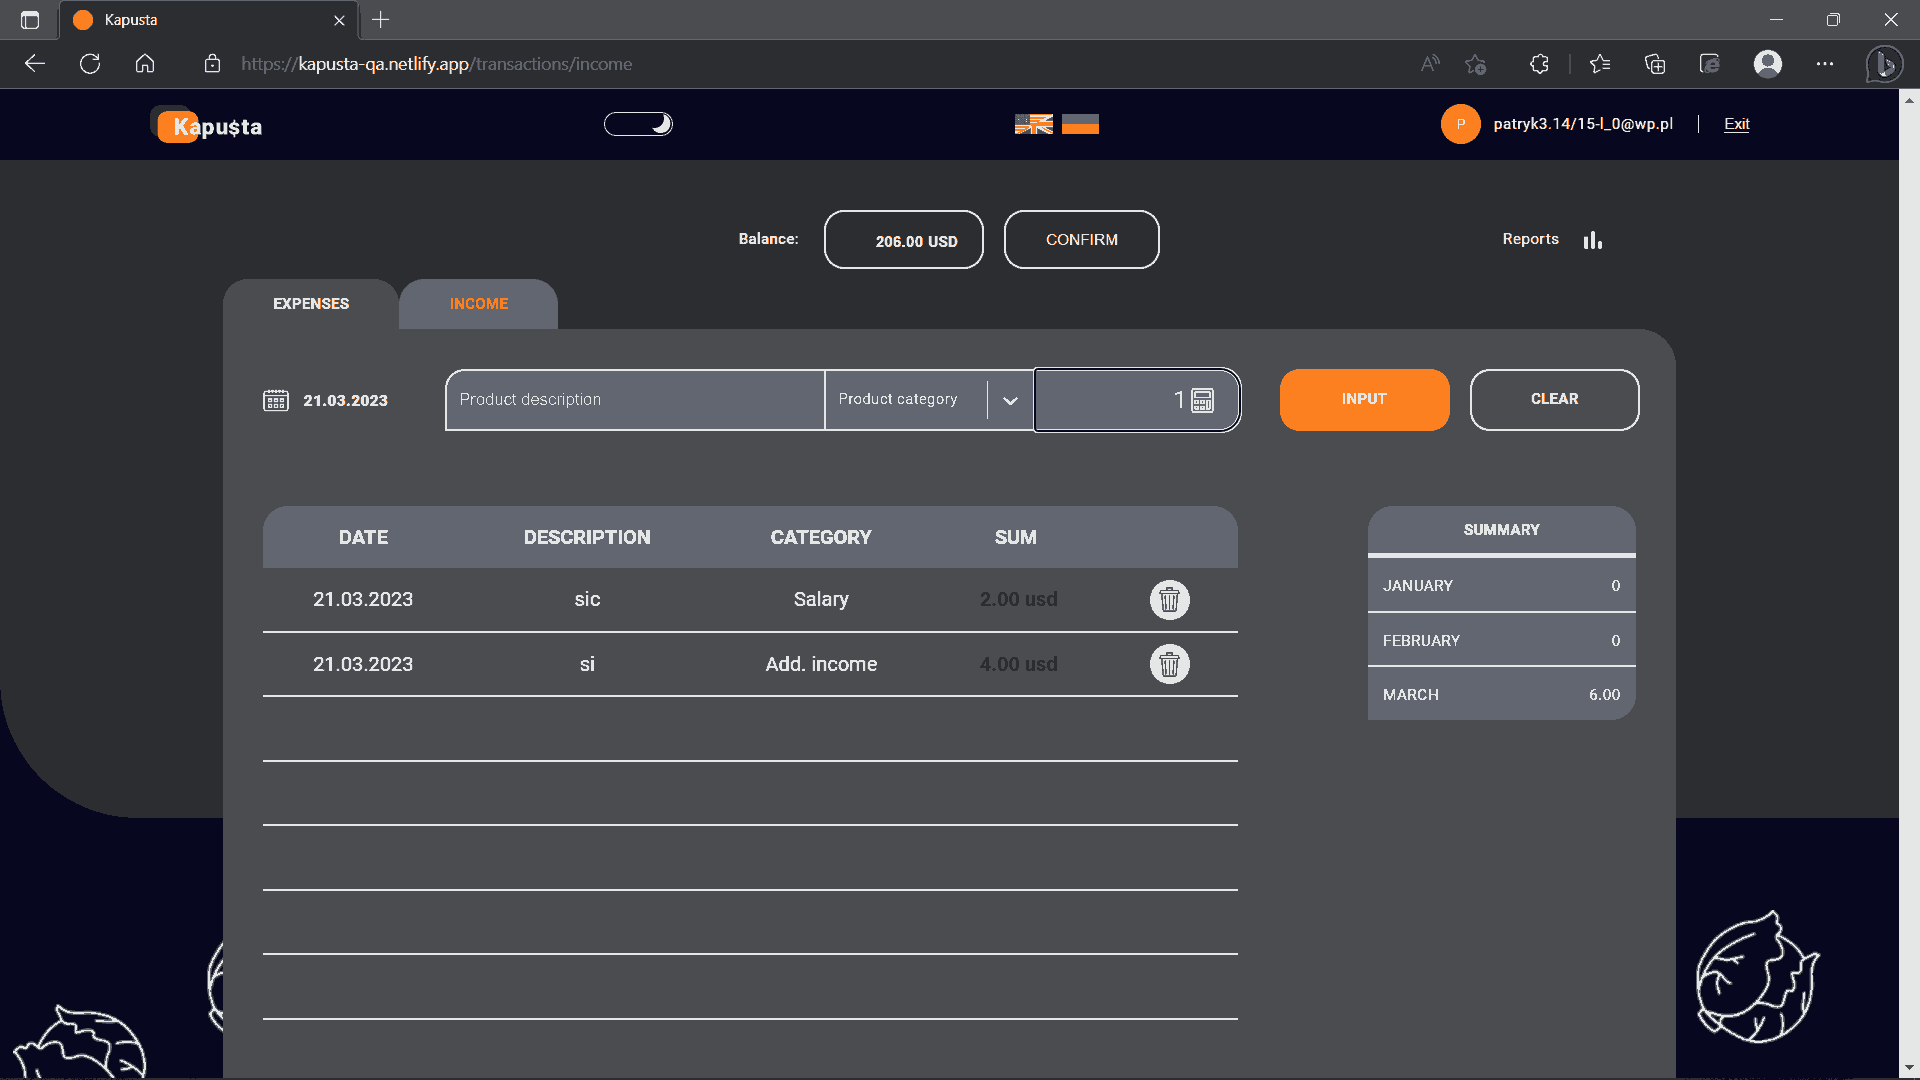 Kapusta
https://kapusta-qa.netlify.app/transactions/income
Kapu$ta
P
patryk3.14/15-l_0@wp.pl
Exit
Balance:
206.00 USD
CONFIRM
Reports
EXPENSES
INCOME
21.03.2023
Product description
Product category
1
INPUT
CLEAR
DATE DESCRIPTION CATEGORY SUM
21.03.2023 sic Salary 2.00 usd
21.03.2023 si Add. income 4.00 usd
SUMMARY
JANUARY 0
FEBRUARY 0
MARCH 6.00